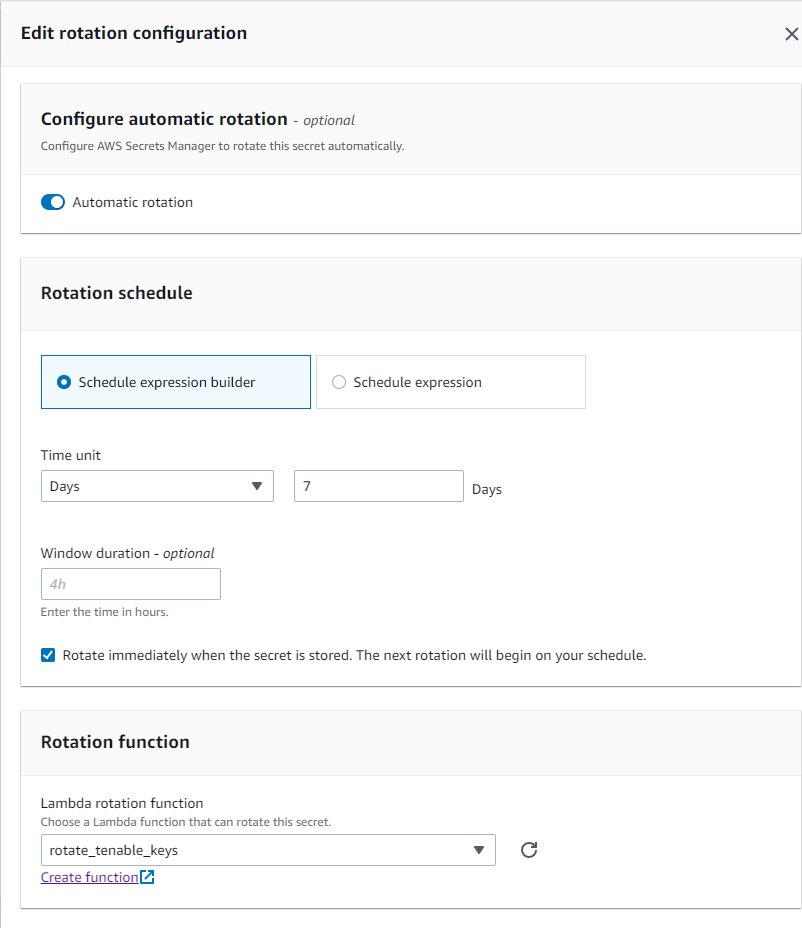 Edit rotation configuration
Configure automatic rotation - optional
Configure AWS Secrets Manager to rotate this secret automatically.
Automatic rotation
Rotation schedule
Schedule expression builder
Schedule expression
Time unit
Days
7
Days
Window duration - optional
4h
Enter the time in hours.
Rotate immediately when the secret is stored. The next rotation will begin on your schedule.
Rotation function
Lambda rotation function
Choose a Lambda function that can rotate this secret.
rotate_tenable_keys
Create function